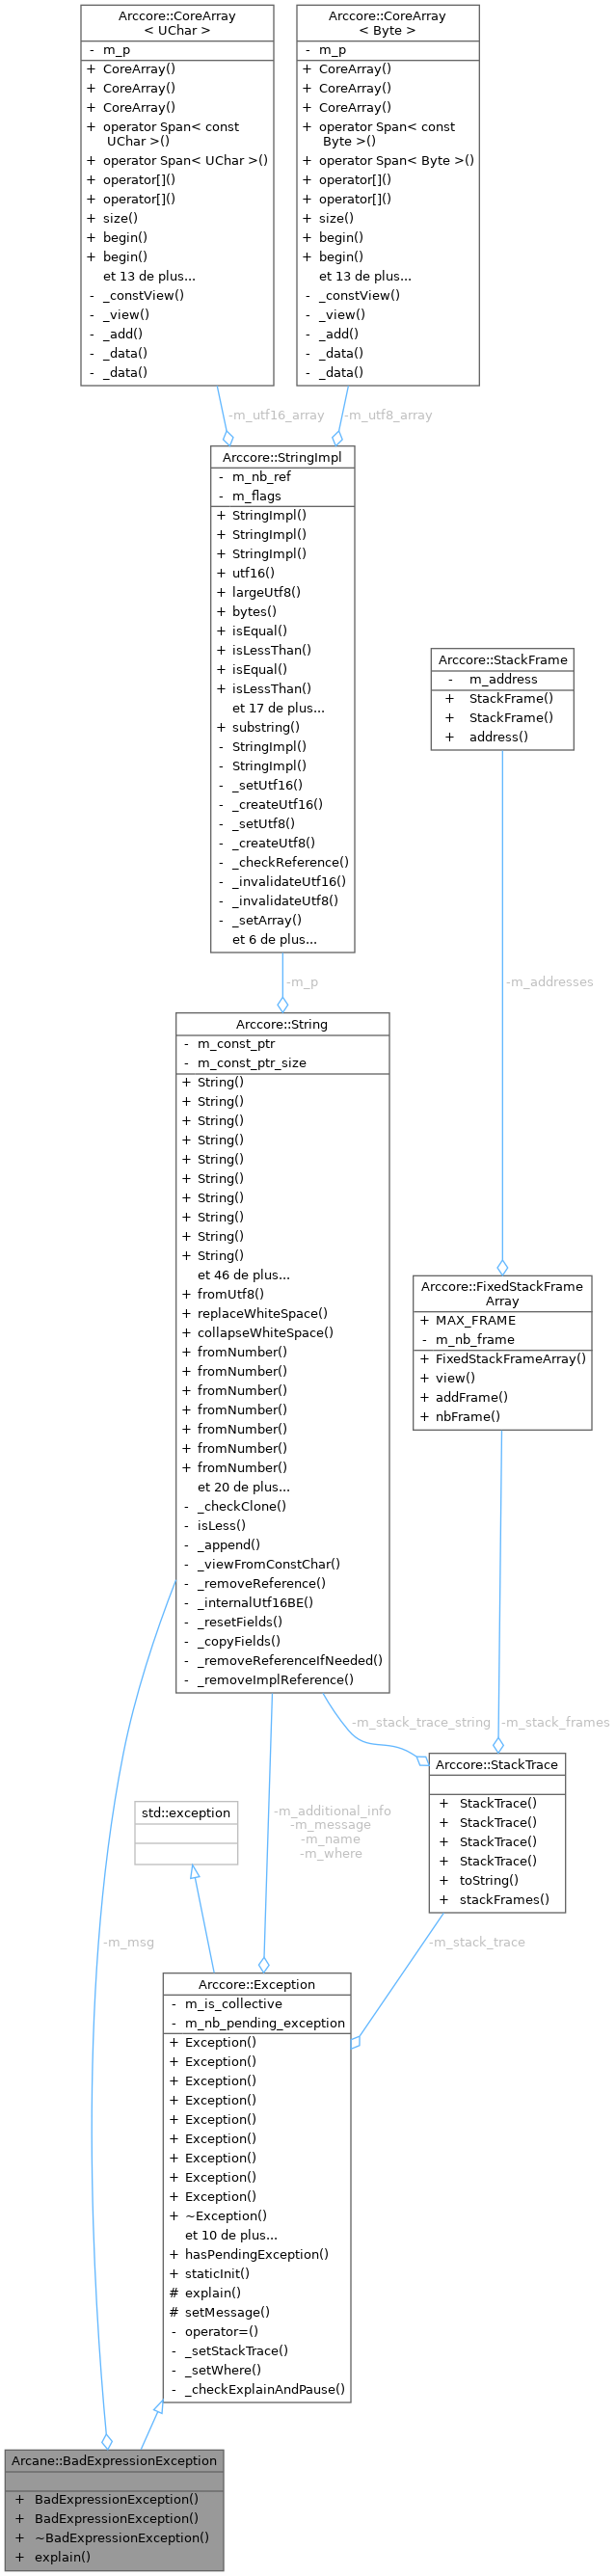 Arccore::CoreArray
< UChar >
- m_p
+ CoreArray()
+ CoreArray()
+ CoreArray()
+ operator Span< const
UChar >()
+ operator Span< UChar >()
+ operator[]()
+ operator[]()
+ size()
+ begin()
+ begin()
et 13 de plus...
- _constView()
- _view()
- _add()
- _data()
- _data()
Arccore::CoreArray
< Byte >
- m_p
+ CoreArray()
+ CoreArray()
+ CoreArray()
+ operator Span< const
Byte >()
+ operator Span< Byte >()
+ operator[]()
+ operator[]()
+ size()
+ begin()
+ begin()
et 13 de plus...
- _constView()
- _view()
- _add()
- _data()
- _data()
-m_utf16_array
-m_utf8_array
Arccore::StringImpl
- m_nb_ref
- m_flags
+ StringImpl()
+ StringImpl()
+ StringImpl()
+ utf16()
+ largeUtf8()
+ bytes()
+ isEqual()
+ isLessThan()
+ isEqual()
+ isLessThan()
et 17 de plus...
+ substring()
- StringImpl()
- StringImpl()
- _setUtf16()
- _createUtf16()
- _setUtf8()
- _createUtf8()
- _checkReference()
- _invalidateUtf16()
- _invalidateUtf8()
- _setArray()
et 6 de plus...
Arccore::StackFrame
- m_address
+ StackFrame()
+ StackFrame()
+ address()
-m_p
-m_addresses
Arccore::String
- m_const_ptr
- m_const_ptr_size
+ String()
+ String()
+ String()
+ String()
+ String()
+ String()
+ String()
+ String()
+ String()
+ String()
et 46 de plus...
+ fromUtf8()
+ replaceWhiteSpace()
+ collapseWhiteSpace()
+ fromNumber()
+ fromNumber()
+ fromNumber()
+ fromNumber()
+ fromNumber()
+ fromNumber()
+ fromNumber()
et 20 de plus...
- _checkClone()
- isLess()
- _append()
- _viewFromConstChar()
- _removeReference()
- _internalUtf16BE()
- _resetFields()
- _copyFields()
- _removeReferenceIfNeeded()
- _removeImplReference()
Arccore::FixedStackFrame
Array
+ MAX_FRAME
- m_nb_frame
+ FixedStackFrameArray()
+ view()
+ addFrame()
+ nbFrame()
-m_stack_trace_string
-m_stack_frames
Arccore::StackTrace
+ StackTrace()
+ StackTrace()
+ StackTrace()
+ StackTrace()
+ toString()
+ stackFrames()
std::exception
-m_additional_info
-m_message
-m_name
-m_where
-m_msg
-m_stack_trace
Arccore::Exception
- m_is_collective
- m_nb_pending_exception
+ Exception()
+ Exception()
+ Exception()
+ Exception()
+ Exception()
+ Exception()
+ Exception()
+ Exception()
+ Exception()
+ ~Exception()
et 10 de plus...
+ hasPendingException()
+ staticInit()
# explain()
# setMessage()
- operator=()
- _setStackTrace()
- _setWhere()
- _checkExplainAndPause()
Arcane::BadExpressionException
+ BadExpressionException()
+ BadExpressionException()
+ ~BadExpressionException()
+ explain()